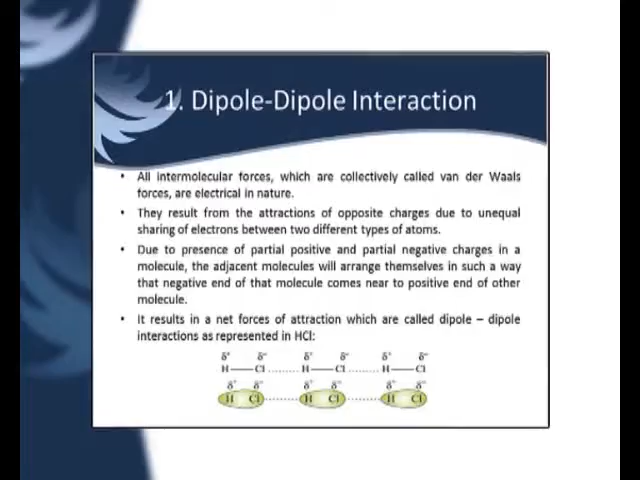 1. Dipole-Dipole Interaction
• All intermolecular forces, which are collectively called van der Waals
forces, are electrical in nature.
• They result from the attractions of opposite charges due to unequal
sharing of electrons between two different types of atoms.
• Due to presence of partial positive and partial negative charges in a
molecule, the adjacent molecules will arrange themselves in such a way
that negative end of that molecule comes near to positive end of other
molecule.
• It results in a net forces of attraction which are called dipole – dipole
interactions as represented in HCl:
δ+ δ– δ+ δ– δ+ δ–
H — Cl ········ H — Cl ········ H — Cl
δ+ δ– δ+ δ– δ+ δ–
H Cl ········ H Cl ········ H Cl